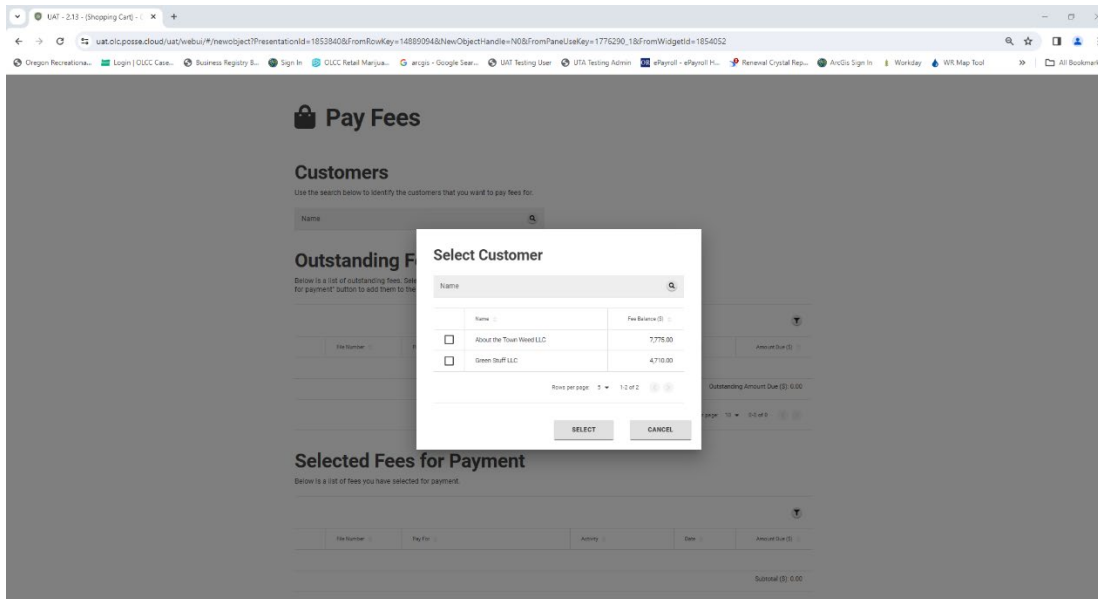 UAT - 2.13 - (Shopping Cart) - C
uat.olc.posse.cloud/uat/webui/#/newobject?PresentationId=1853840&FromRowKey=14889094&NewObjectHandle=N0&FromPaneUseKey=1776290_1&FromWidgetId=1854052
Oregon Recreationa... Login | OLCC Case... Business Registry B... Sign In OLCC Retail Marijua... arcgis - Google Sear... UAT Testing User UTA Testing Admin ePayroll - ePayroll H... Renewal Crystal Rep... ArcGis Sign In Workday WR Map Tool » All Bookmark
Pay Fees
Customers
Use the search below to identify the customers that you want to pay fees for.
Name
Outstanding F
Below is a list of outstanding fees. Sele
for payment" button to add them to the
File Number
Amount Due ($)
Outstanding Amount Due ($): 0.00
page: 10 0-0 of 0
Select Customer
Name
Name Fee Balance ($)
About the Town Weed LLC 7,775.00
Green Stuff LLC 4,710.00
Rows per page: 5 1-2 of 2
SELECT CANCEL
Selected Fees for Payment
Below is a list of fees you have selected for payment.
File Number Pay For Activity Date Amount Due ($)
Subtotal ($): 0.00